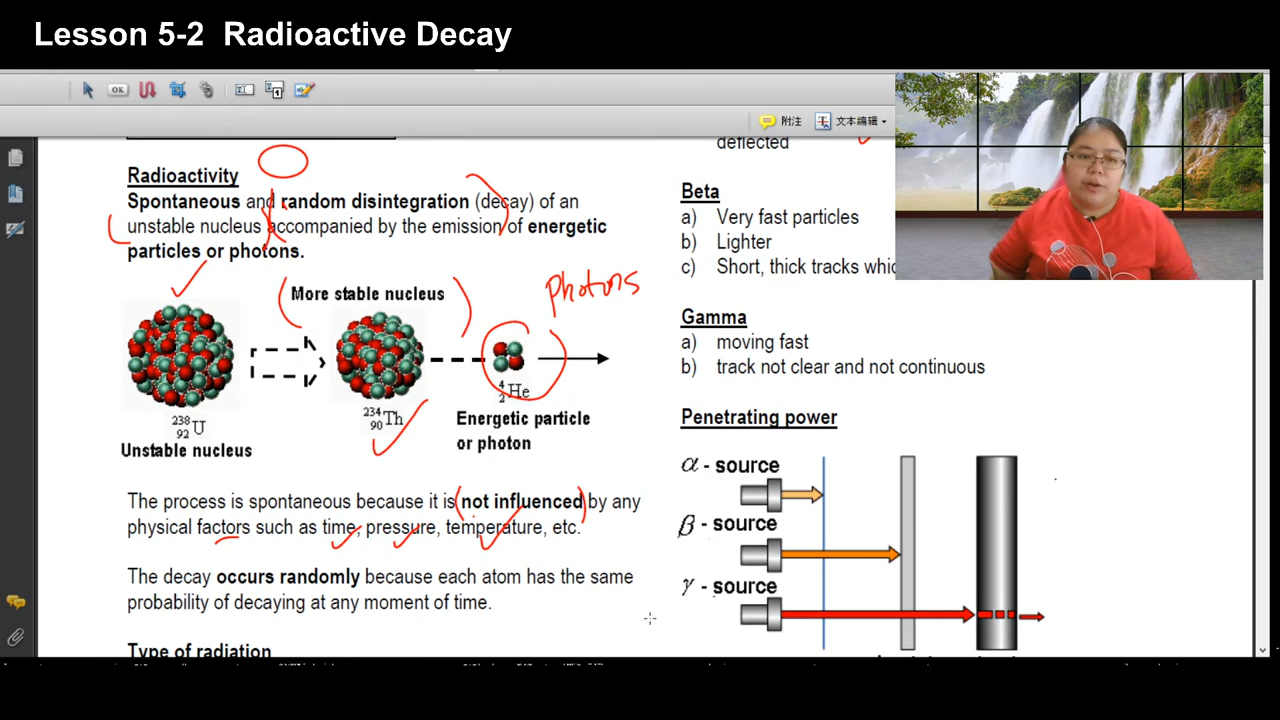 Lesson 5-2 Radioactive Decay
OK
附注
文本编辑
Radioactivity
Spontaneous and random disintegration (decay) of an
unstable nucleus accompanied by the emission of energetic
particles or photons.
More stable nucleus
photons
238
92 U
Unstable nucleus
234
90 Th
4
2 He
Energetic particle
or photon
The process is spontaneous because it is not influenced by any
physical factors such as time, pressure, temperature, etc.
The decay occurs randomly because each atom has the same
probability of decaying at any moment of time.
Type of radiation
deflected
Beta
a) Very fast particles
b) Lighter
c) Short, thick tracks
Gamma
a) moving fast
b) track not clear and not continuous
Penetrating power
α - source
β - source
γ - source